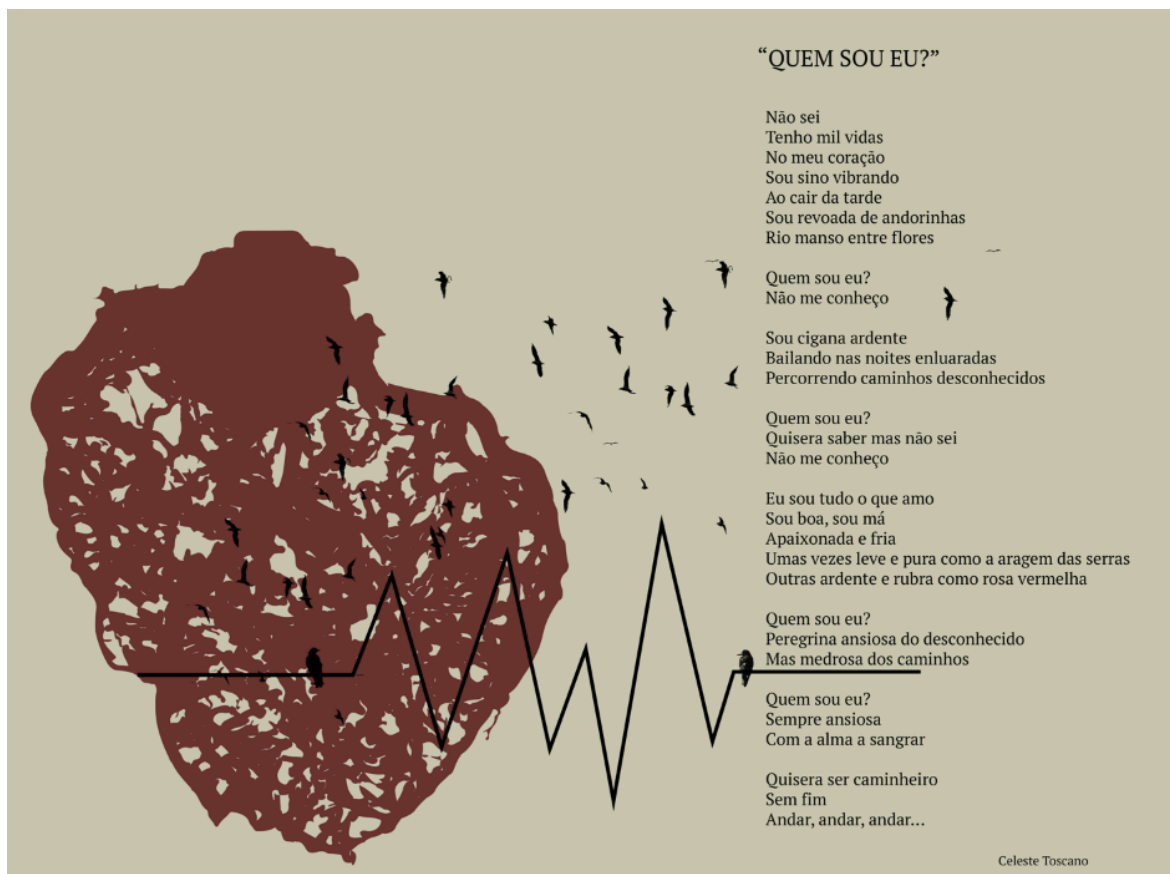 “QUEM SOU EU?”
Não sei
Tenho mil vidas
No meu coração
Sou sino vibrando
Ao cair da tarde
Sou revoada de andorinhas
Rio manso entre flores
Quem sou eu?
Não me conheço
Sou cigana ardente
Bailando nas noites enluaradas
Percorrendo caminhos desconhecidos
Quem sou eu?
Quisera saber mas não sei
Não me conheço
Eu sou tudo o que amo
Sou boa, sou má
Apaixonada e fria
Umas vezes leve e pura como a aragem das serras
Outras ardente e rubra como rosa vermelha
Quem sou eu?
Peregrina ansiosa do desconhecido
Mas medrosa dos caminhos
Quem sou eu?
Sempre ansiosa
Com a alma a sangrar
Quisera ser caminheiro
Sem fim
Andar, andar, andar...
Celeste Toscano